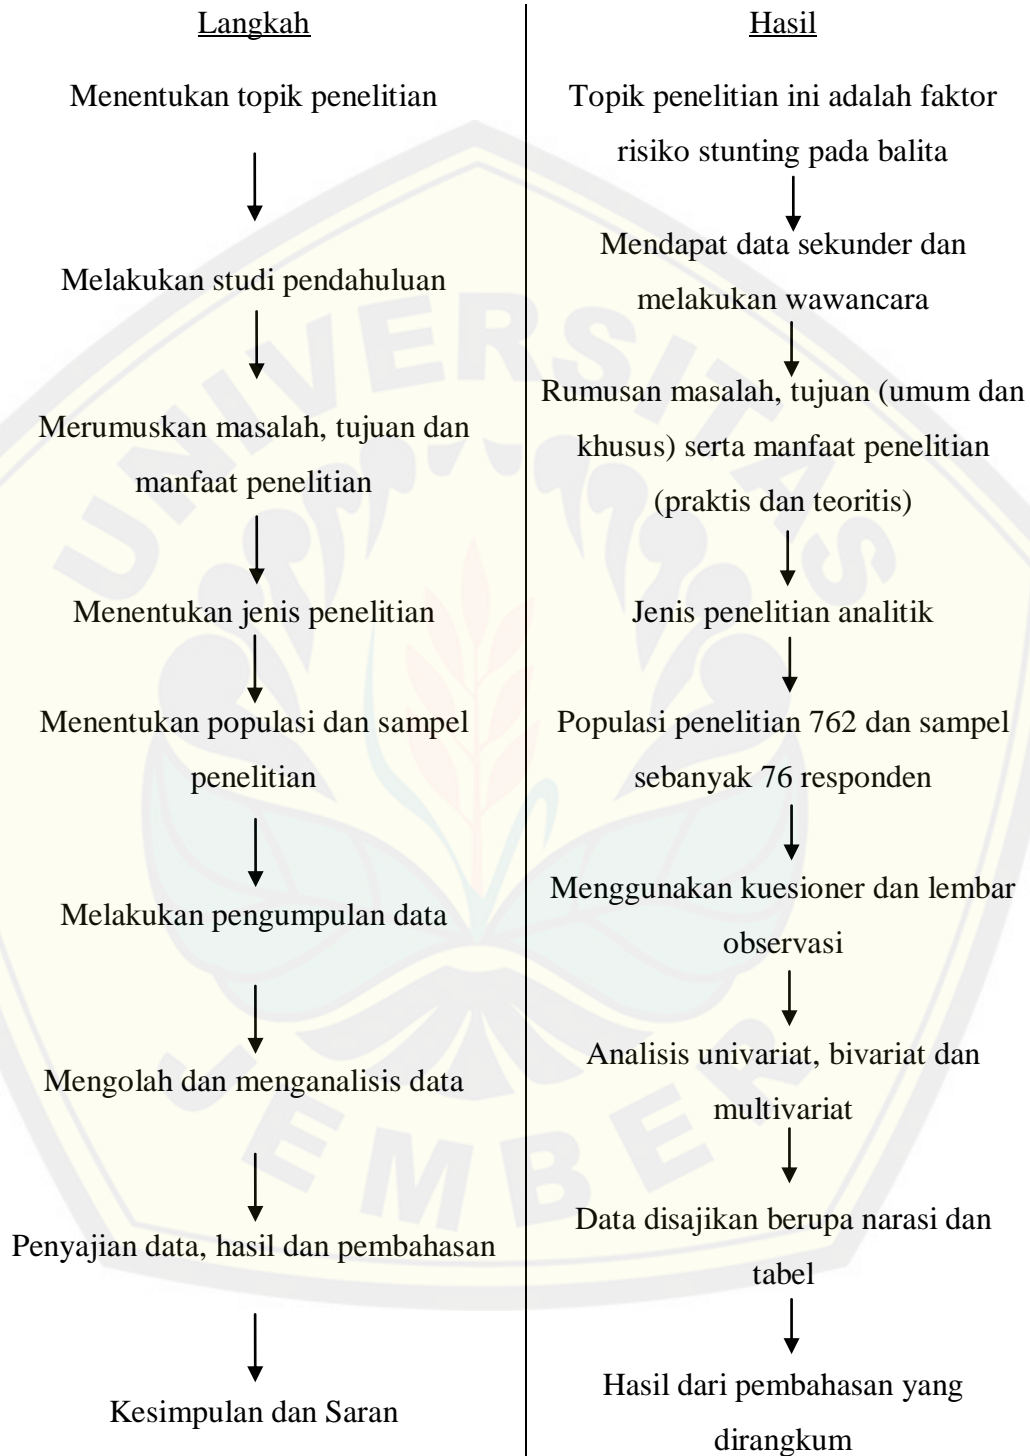 Langkah
Menentukan topik penelitian
Melakukan studi pendahuluan
Merumuskan masalah, tujuan dan
manfaat penelitian
Menentukan jenis penelitian
Menentukan populasi dan sampel
penelitian
Melakukan pengumpulan data
Mengolah dan menganalisis data
Penyajian data, hasil dan pembahasan
Kesimpulan dan Saran
Hasil
Topik penelitian ini adalah faktor
risiko stunting pada balita
Mendapat data sekunder dan
melakukan wawancara
Rumusan masalah, tujuan (umum dan
khusus) serta manfaat penelitian
(praktis dan teoritis)
Jenis penelitian analitik
Populasi penelitian 762 dan sampel
sebanyak 76 responden
Menggunakan kuesioner dan lembar
observasi
Analisis univariat, bivariat dan
multivariat
Data disajikan berupa narasi dan
tabel
Hasil dari pembahasan yang
dirangkum
UNIVERSITAS
JEMBER